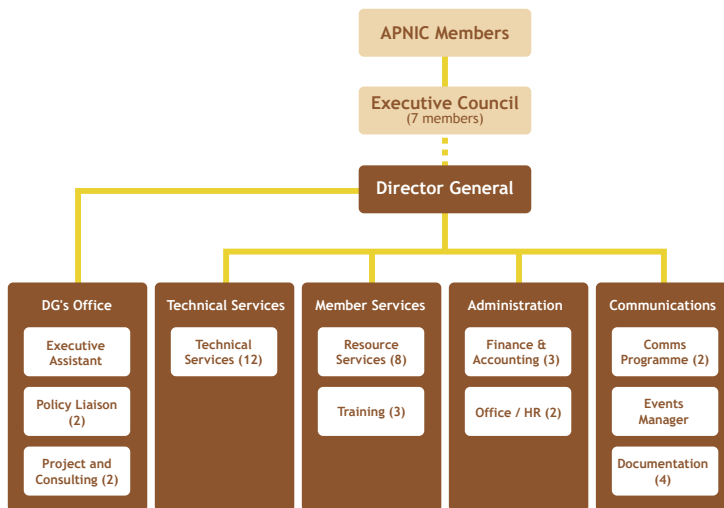 APNIC Members
Executive Council
(7 members)
Director General
DG's Office
Executive
Assistant
Policy Liaison
(2)
Project and
Consulting (2)
Technical Services
Technical
Services (12)
Member Services
Resource
Services (8)
Training (3)
Administration
Finance &
Accounting (3)
Office / HR (2)
Communications
Comms
Programme (2)
Events
Manager
Documentation
(4)